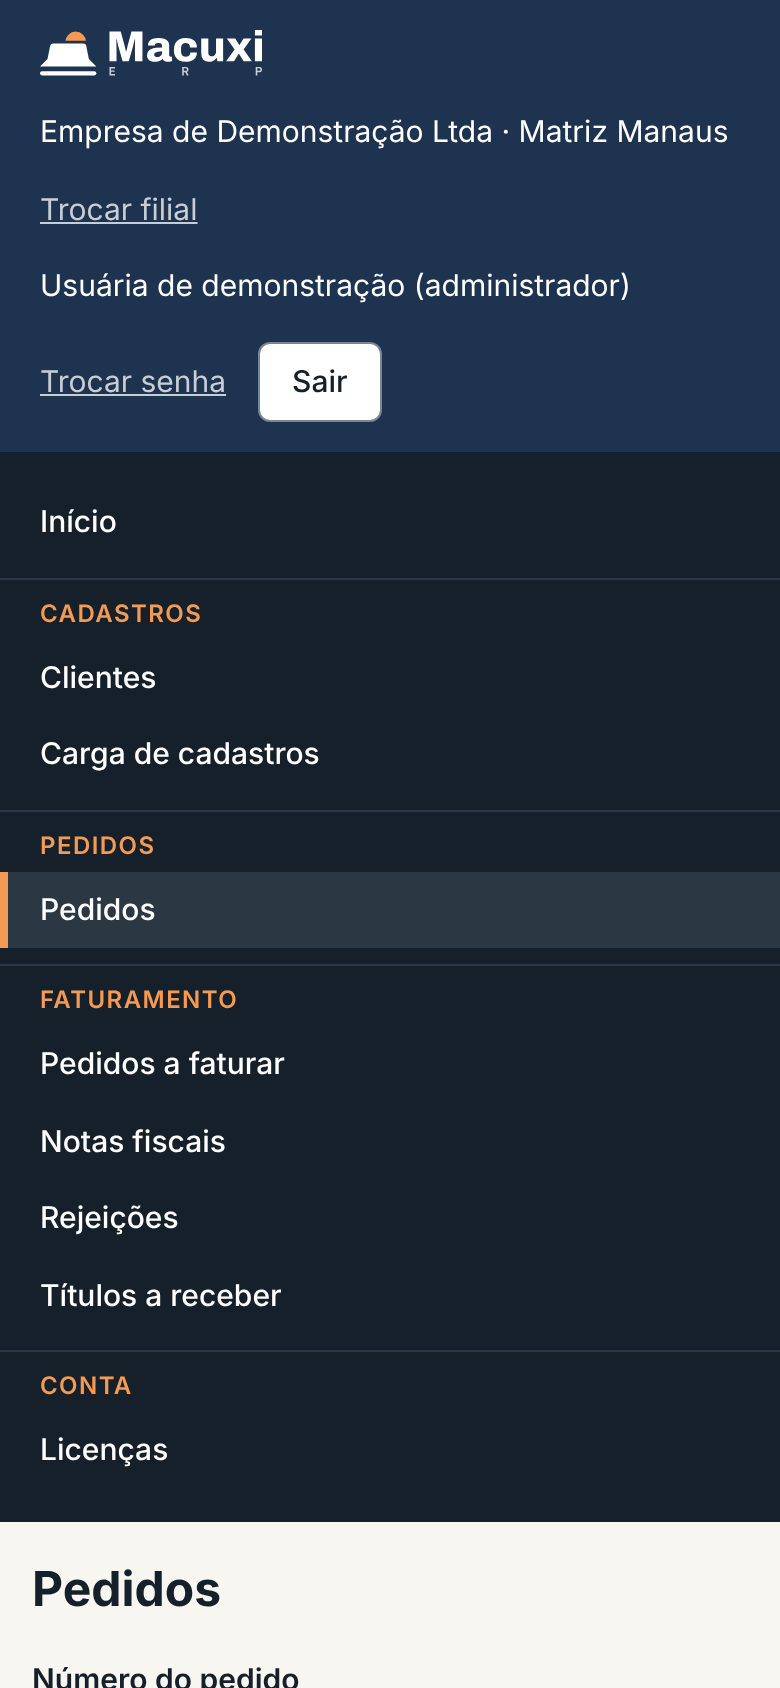 Macuxi
E R P
Empresa de Demonstração Ltda · Matriz Manaus
Trocar filial
Usuária de demonstração (administrador)
Trocar senha Sair
Início
CADASTROS
Clientes
Carga de cadastros
PEDIDOS
Pedidos
FATURAMENTO
Pedidos a faturar
Notas fiscais
Rejeições
Títulos a receber
CONTA
Licenças
Pedidos
Número do pedido